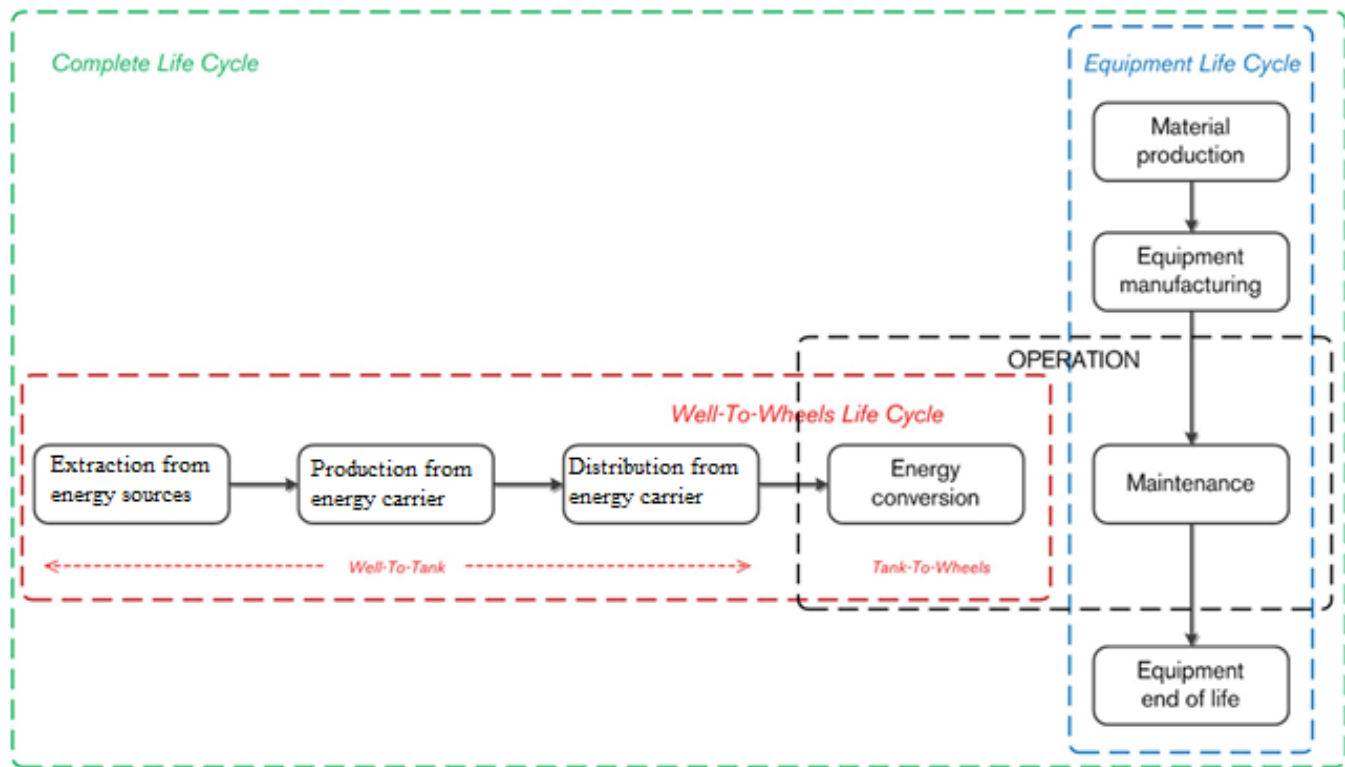 Complete Life Cycle
Equipment Life Cycle
Material
production
Equipment
manufacturing
OPERATION
Well-To-Wheels Life Cycle
Extraction from
energy sources
Production from
energy carrier
Distribution from
energy carrier
Energy
conversion
Maintenance
Well-To-Tank
Tank-To-Wheels
Equipment
end of life